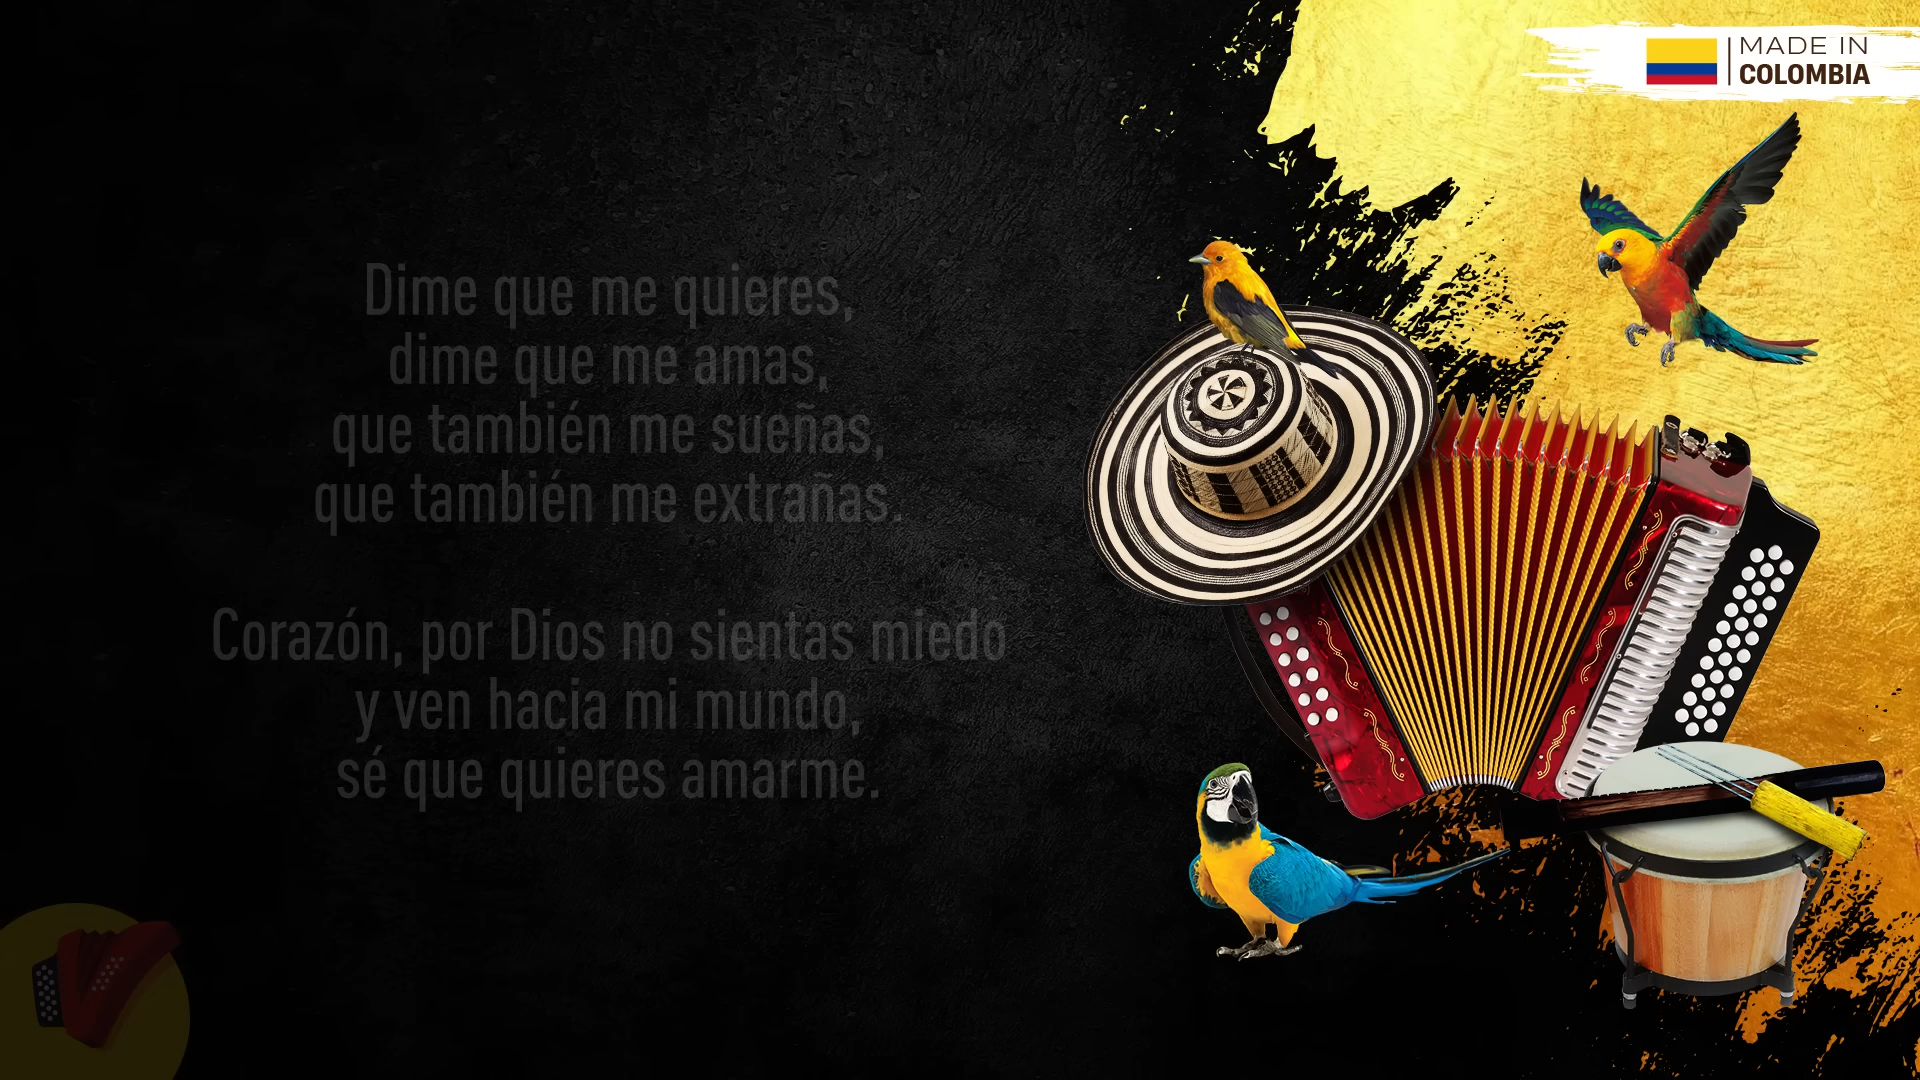 MADE IN
COLOMBIA
Dime que me quieres,
dime que me amas,
que también me sueñas,
que también me extrañas.
Corazón, por Dios no sientas miedo
y ven hacia mi mundo,
sé que quieres amarme.